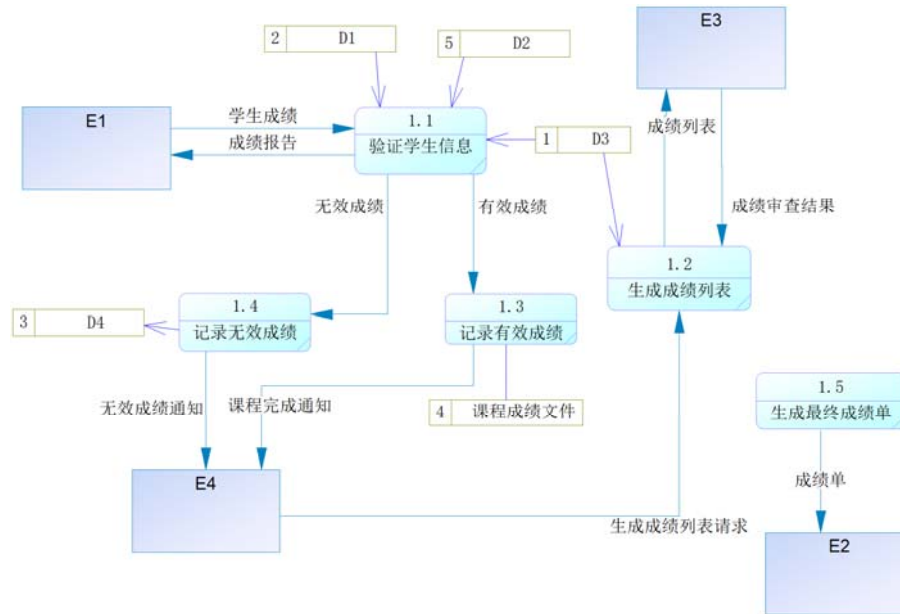 E3
2 D1
5 D2
E1
学生成绩
成绩报告
1.1
验证学生信息
1 D3
成绩列表
成绩审查结果
无效成绩
有效成绩
1.2
生成成绩列表
3 D4
1.4
记录无效成绩
1.3
记录有效成绩
无效成绩通知
课程完成通知
4 课程成绩文件
1.5
生成最终成绩单
E4
成绩单
生成成绩列表请求
E2